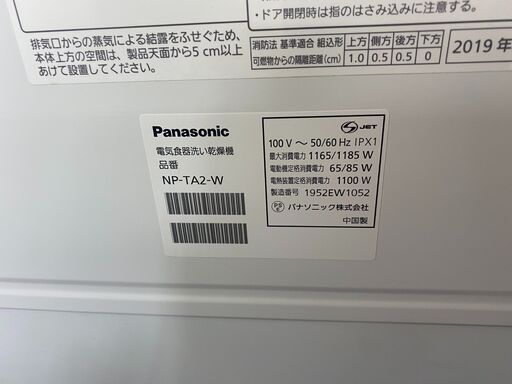 ・ドア開閉時は指のはさみ込みに注意する。
排気口からの蒸気による結露をふせぐため、
本体上方の空間は、製品天面から5 cm以上
あけて設置してください。
消防法 基準適合 組込形 上方 側方 後方 下方
可燃物からの隔離距離(cm) 1.0 0.5 0.5 0
2019年
Panasonic
電気食器洗い乾燥機
品番
NP-TA2-W
JET
100 V ～ 50/60 Hz IPX1
最大消費電力 1165/1185 W
電動機定格消費電力 65/85 W
電熱装置定格消費電力 1100 W
製造番号 1952EW1052
PSE パナソニック株式会社
中国製